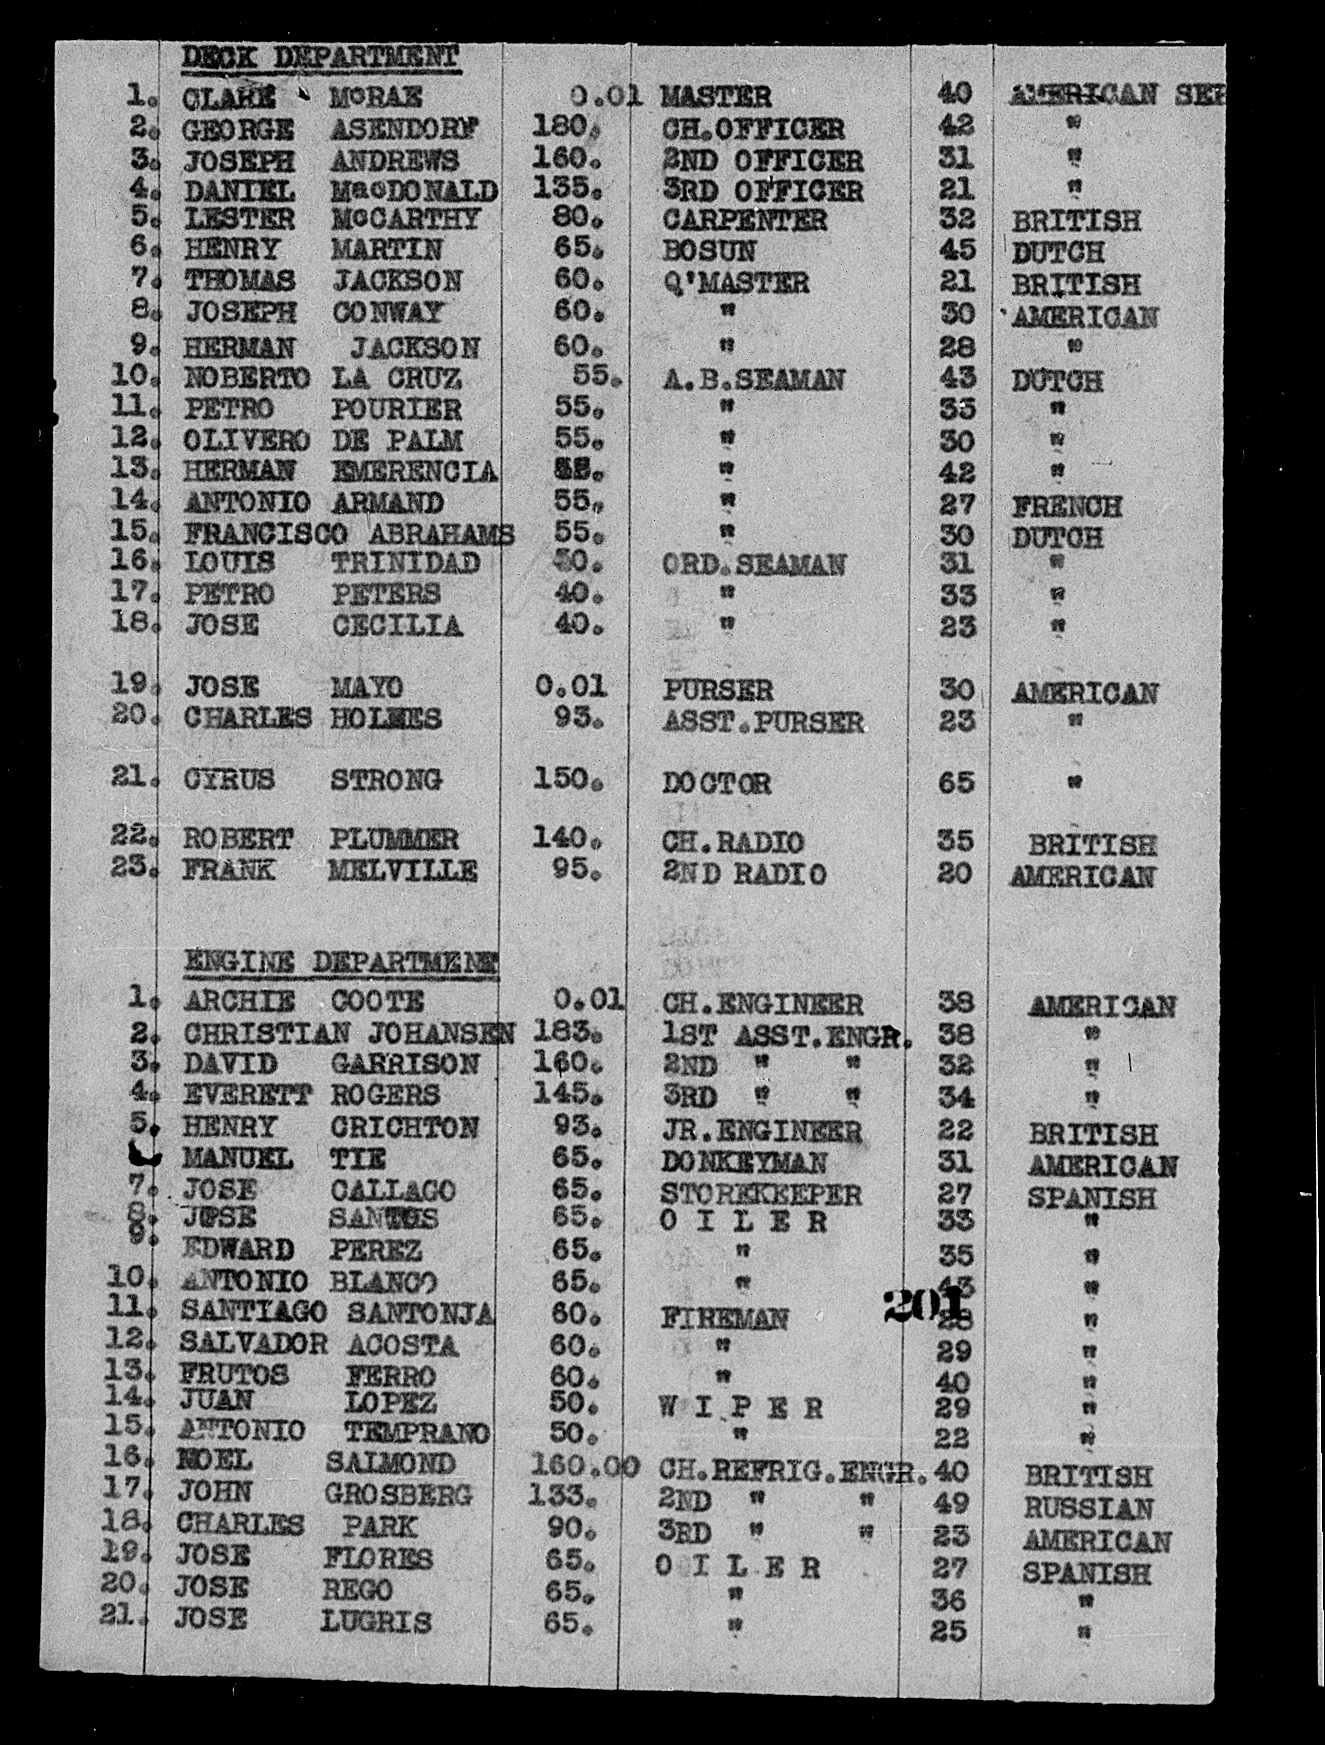 DECK DEPARTMENT
1. CLARE McRAE 0.01 MASTER 40 AMERICAN SEP
2. GEORGE ASENDORF 180. CH.OFFICER 42 "
3. JOSEPH ANDREWS 160. 2ND OFFICER 31 "
4. DANIEL MacDONALD 135. 3RD OFFICER 21 "
5. LESTER McCARTHY 80. CARPENTER 32 BRITISH
6. HENRY MARTIN 65. BOSUN 45 DUTCH
7. THOMAS JACKSON 60. Q'MASTER 21 BRITISH
8. JOSEPH CONWAY 60. " 30 AMERICAN
9. HERMAN JACKSON 60. " 28 "
10. NOBERTO LA CRUZ 55. A.B.SEAMAN 43 DUTCH
11. PETRO POURIER 55. " 33 "
12. OLIVERO DE PALM 55. " 30 "
13. HERMAN EMERENCIA " 42 "
14. ANTONIO ARMAND 55. " 27 FRENCH
15. FRANCISCO ABRAHAMS 55. " 30 DUTCH
16. LOUIS TRINIDAD ORD.SEAMAN 31 "
17. PETRO PETERS 40. " 33 "
18. JOSE CECILIA 40. " 23 "
19. JOSE MAYO 0.01 PURSER 30 AMERICAN
20. CHARLES HOLMES 93. ASST.PURSER 23 "
21. CYRUS STRONG 150. DOCTOR 65 "
22. ROBERT PLUMMER 140. CH.RADIO 35 BRITISH
23. FRANK MELVILLE 95. 2ND RADIO 20 AMERICAN
ENGINE DEPARTMENT
1. ARCHIE COOTE 0.01 CH.ENGINEER 38 AMERICAN
2. CHRISTIAN JOHANSEN 183. 1ST ASST.ENGR. 38 "
3. DAVID GARRISON 160. 2ND " " 32 "
4. EVERETT ROGERS 145. 3RD " " 34 "
5. HENRY CRICHTON 93. JR.ENGINEER 22 BRITISH
MANUEL TIE 65. DONKEYMAN 31 AMERICAN
7. JOSE CALLAGO 65. STOREKEEPER 27 SPANISH
8. JOSE SANTOS 65. O I L E R 33 "
9. EDWARD PEREZ 65. " 35 "
10. ANTONIO BLANCO 65. " 43 "
11. SANTIAGO SANTONJA 60. FIREMAN 201 28 "
12. SALVADOR ACOSTA 60. " 29 "
13. FRUTOS FERRO 60. " 40 "
14. JUAN LOPEZ 50. W I P E R 29 "
15. ANTONIO TEMPRANO 50. " 22 "
16. NOEL SALMOND 160.00 CH.REFRIG.ENGR. 40 BRITISH
17. JOHN GROSBERG 133. 2ND " " 49 RUSSIAN
18. CHARLES PARK 90. 3RD " " 23 AMERICAN
19. JOSE FLORES 65. O I L E R 27 SPANISH
20. JOSE REGO 65. " 36 "
21. JOSE LUGRIS 65. " 25 "